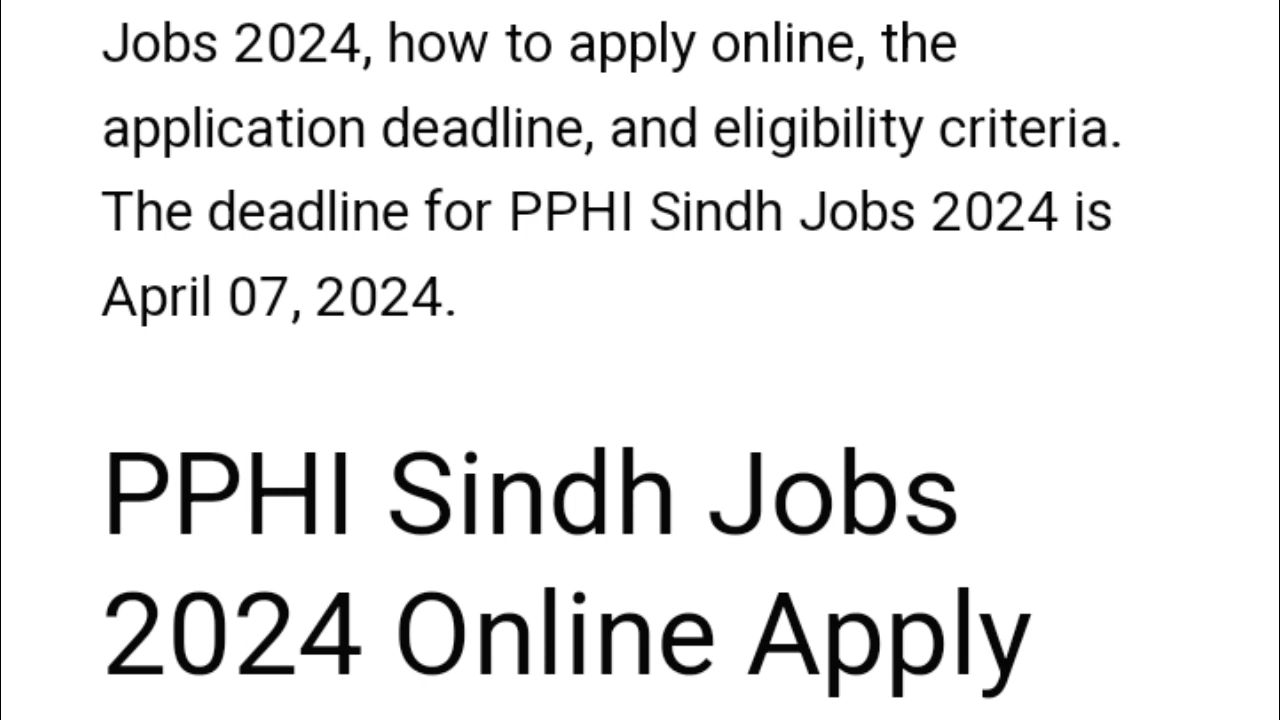 Jobs 2024, how to apply online, the
application deadline, and eligibility criteria.
The deadline for PPHI Sindh Jobs 2024 is
April 07, 2024.
PPHI Sindh Jobs
2024 Online Apply